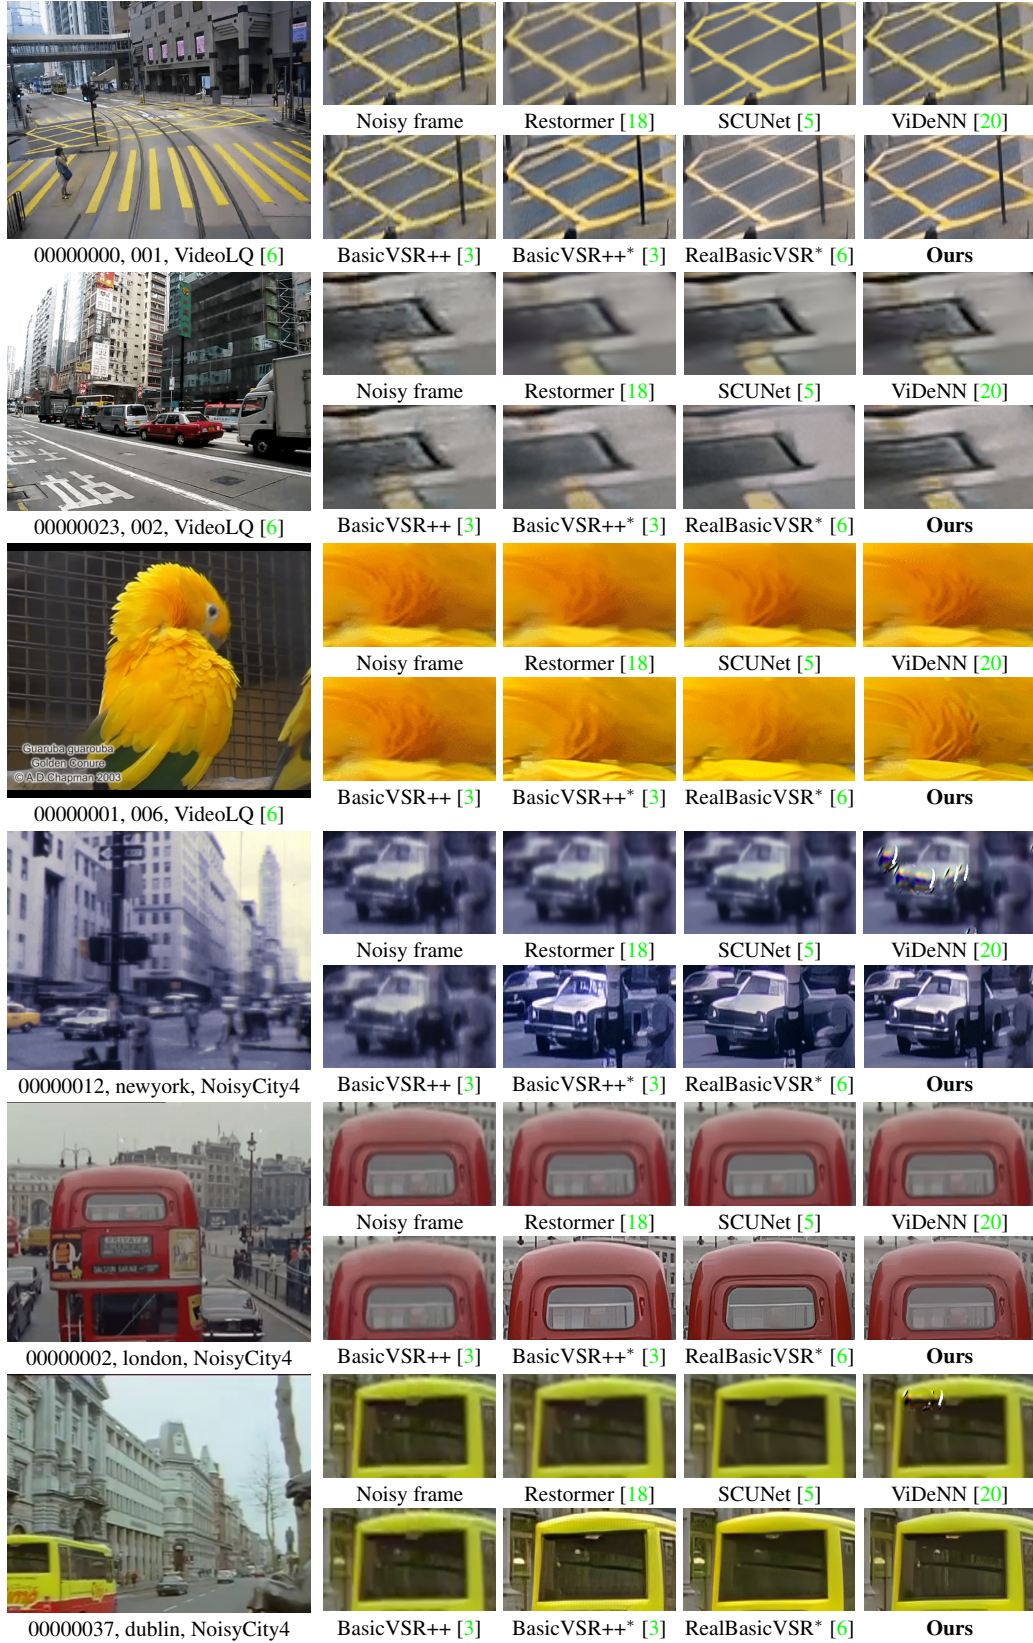 Noisy frame Restormer [18] SCUNet [5] ViDeNN [20]
BasicVSR++ [3] BasicVSR++* [3] RealBasicVSR* [6] Ours
00000000, 001, VideoLQ [6]
Noisy frame Restormer [18] SCUNet [5] ViDeNN [20]
站
BasicVSR++ [3] BasicVSR++* [3] RealBasicVSR* [6] Ours
00000023, 002, VideoLQ [6]
Noisy frame Restormer [18] SCUNet [5] ViDeNN [20]
Guaruba guarouba
Golden Conure
© A.D.Chapman 2003
BasicVSR++ [3] BasicVSR++* [3] RealBasicVSR* [6] Ours
00000001, 006, VideoLQ [6]
Noisy frame Restormer [18] SCUNet [5] ViDeNN [20]
BasicVSR++ [3] BasicVSR++* [3] RealBasicVSR* [6] Ours
00000012, newyork, NoisyCity4
Noisy frame Restormer [18] SCUNet [5] ViDeNN [20]
PRIVATE
BasicVSR++ [3] BasicVSR++* [3] RealBasicVSR* [6] Ours
00000002, london, NoisyCity4
Noisy frame Restormer [18] SCUNet [5] ViDeNN [20]
BasicVSR++ [3] BasicVSR++* [3] RealBasicVSR* [6] Ours
00000037, dublin, NoisyCity4